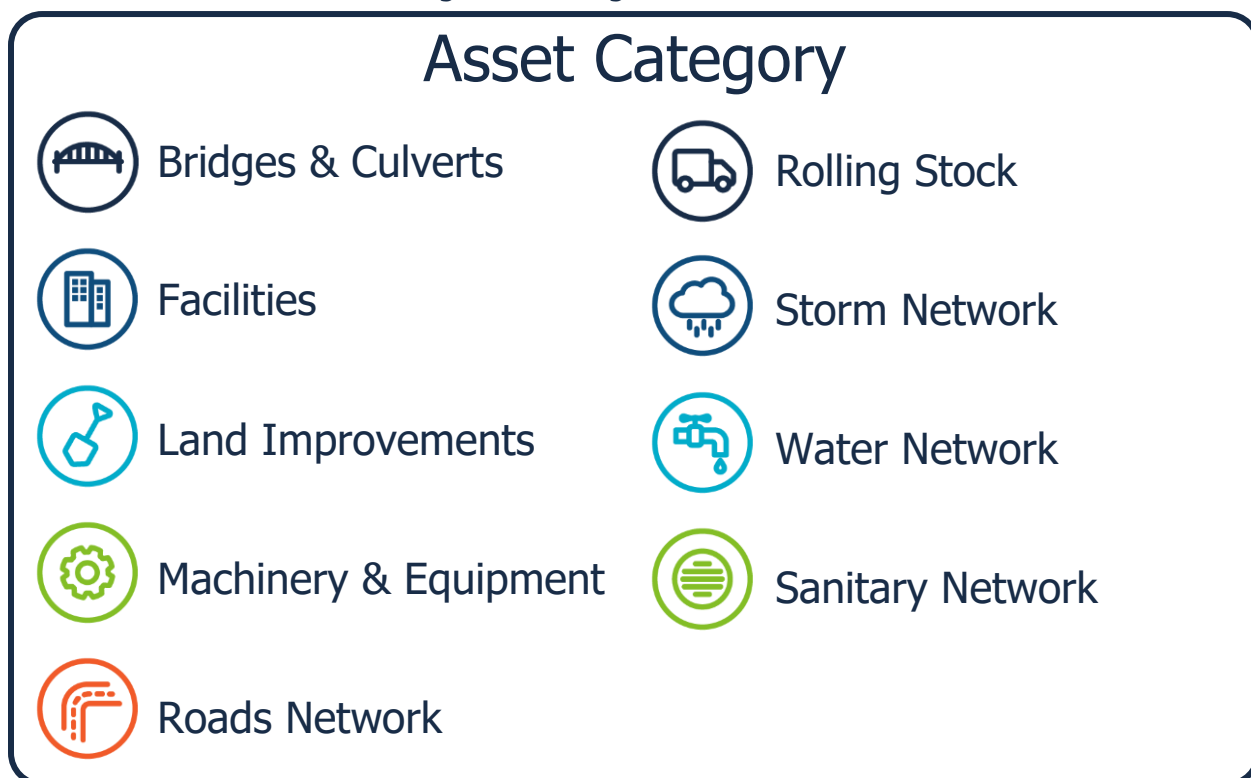 Asset Category
Bridges & Culverts
Facilities
Land Improvements
Machinery & Equipment
Roads Network
Rolling Stock
Storm Network
Water Network
Sanitary Network